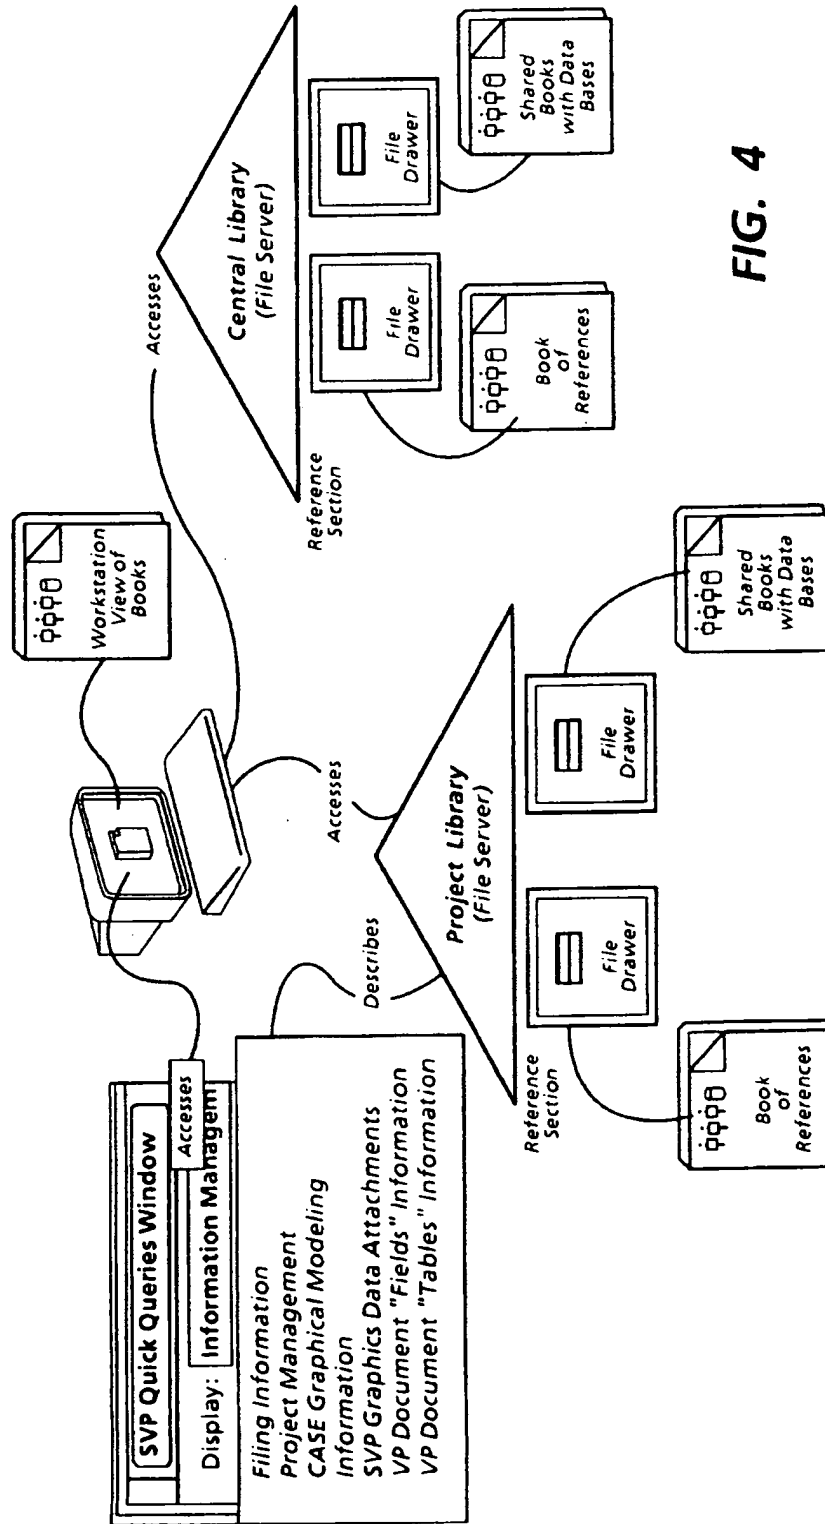 SVP Quick Queries Window
Accesses
Display: Information Managem
Filing Information
Project Management
CASE Graphical Modeling
Information
SVP Graphics Data Attachments
VP Document "Fields" Information
VP Document "Tables" Information
Describes
Workstation
View of
Books
Accesses
Accesses
Project Library
(File Server)
Reference
Section
File
Drawer
File
Drawer
Book
of
References
Shared
Books
with Data
Bases
Central Library
(File Server)
Reference
Section
File
Drawer
File
Drawer
Book
of
References
Shared
Books
with Data
Bases
FIG. 4